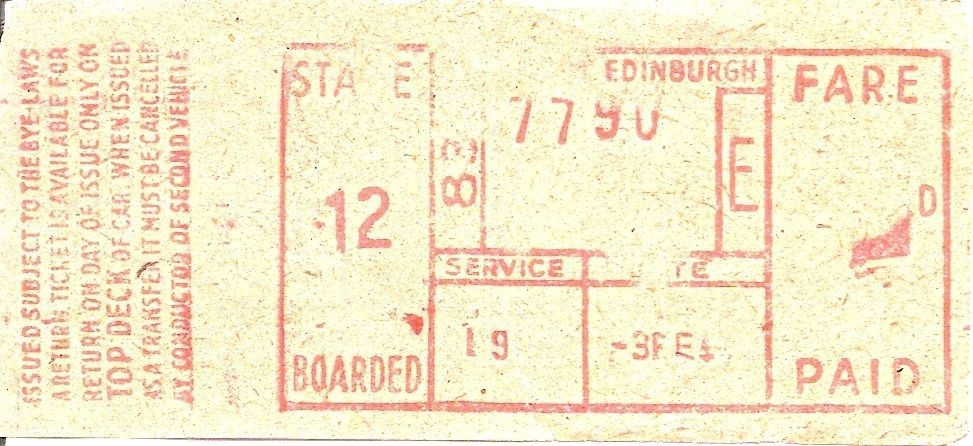 ISSUED SUBJECT TO THE BYE-LAWS
A RETURN TICKET IS AVAILABLE FOR
RETURN ON DAY OF ISSUE ONLY ON
TOP DECK OF CAR WHEN ISSUED
AS A TRANSFER IT MUST BE CANCELLED
BY CONDUCTOR OF SECOND VEHICLE
STA E
12
BOARDED
83
EDINBURGH
7790
E
SERVICE
19
TE
-3FE
FARE
D
PAID